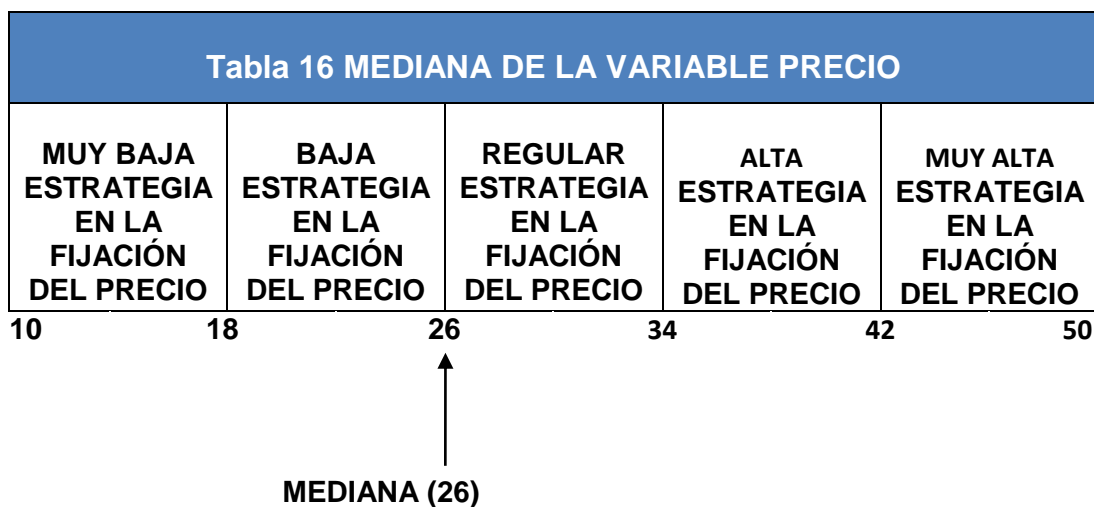 Tabla 16 MEDIANA DE LA VARIABLE PRECIO
MUY BAJA
ESTRATEGIA
EN LA
FIJACIÓN
DEL PRECIO
BAJA
ESTRATEGIA
EN LA
FIJACIÓN
DEL PRECIO
REGULAR
ESTRATEGIA
EN LA
FIJACIÓN
DEL PRECIO
ALTA
ESTRATEGIA
EN LA
FIJACIÓN
DEL PRECIO
MUY ALTA
ESTRATEGIA
EN LA
FIJACIÓN
DEL PRECIO
10 18 26 34 42 50
MEDIANA (26)